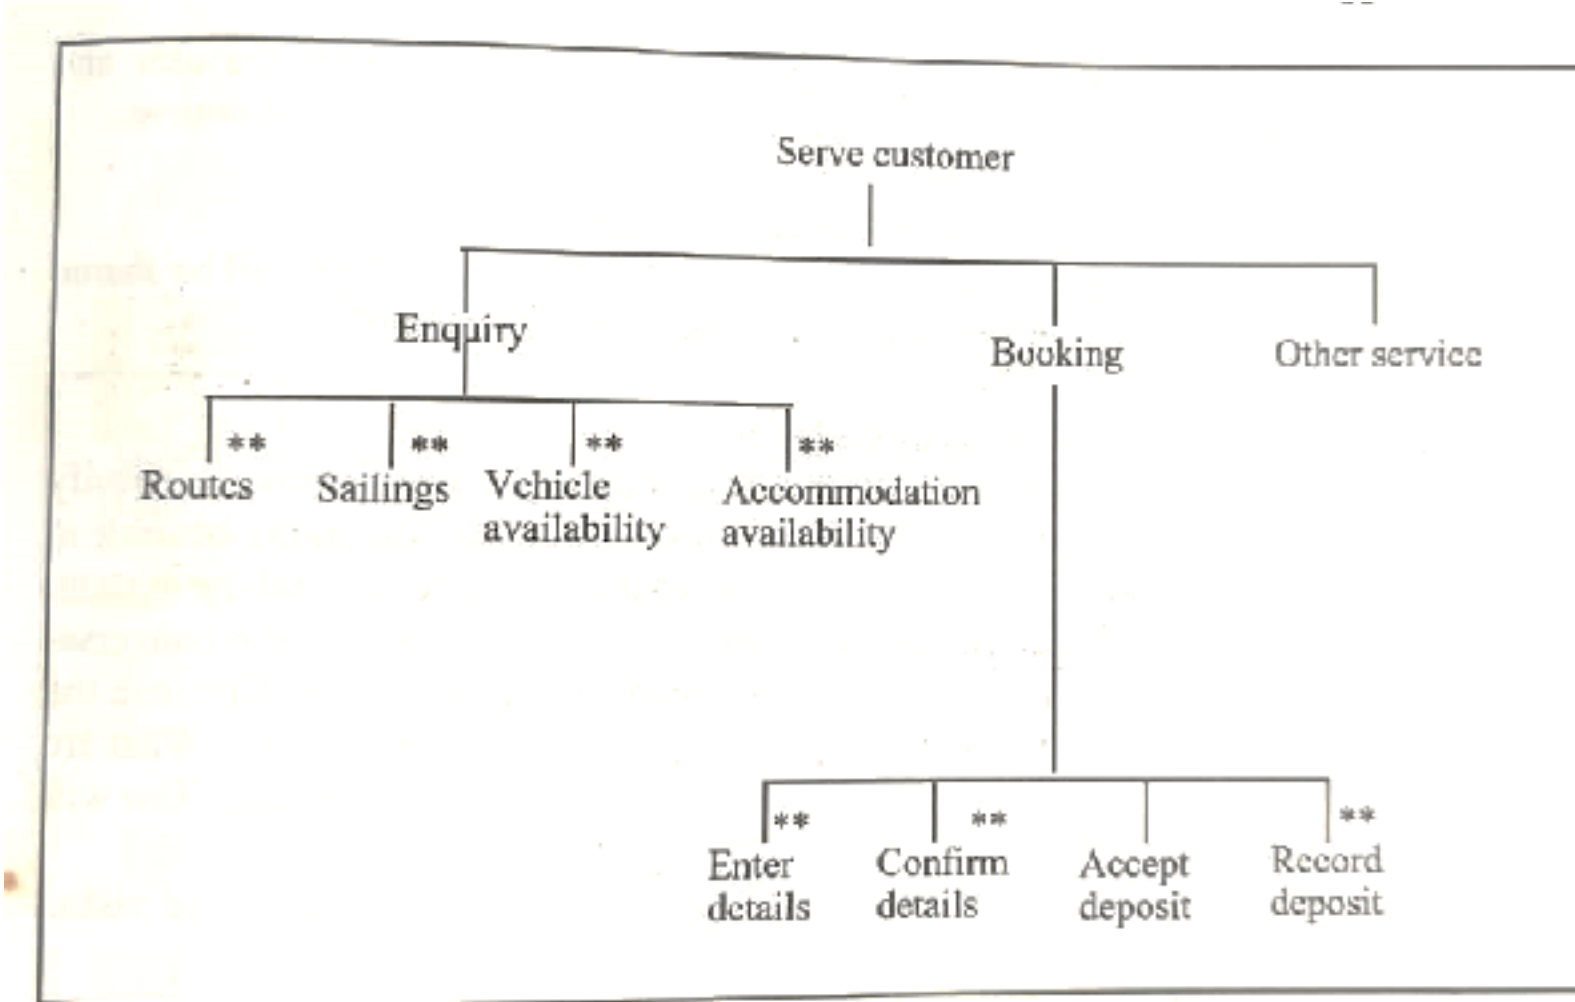 Serve customer
Enquiry
Booking
Other service
**
**
**
**
Routes
Sailings
Vehicle
availability
Accommodation
availability
**
**
**
Enter
details
Confirm
details
Accept
deposit
Record
deposit